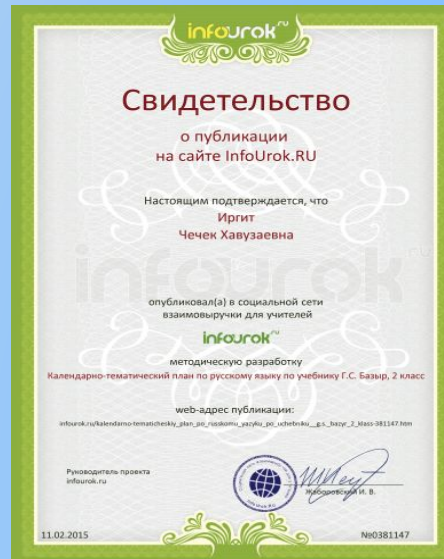 infourok.ru
Свидетельство
о публикации
на сайте InfoUrok.RU
Настоящим подтверждается, что
Иргит
Чечек Хавузаевна
опубликовал(а) в социальной сети
взаимовыручки для учителей
infourok.ru
методическую разработку
Календарно-тематический план по русскому языку по учебнику Г.С. Базыр, 2 класс
web-адрес публикации:
infourok.ru/kalendarno-tematicheskiy_plan_po_russkomu_yazyku_po_uchebniku__g.s._bazyr_2_klass-381147.htm
Руководитель проекта
infourok.ru
Жаборовский И. В.
11.02.2015
№0381147